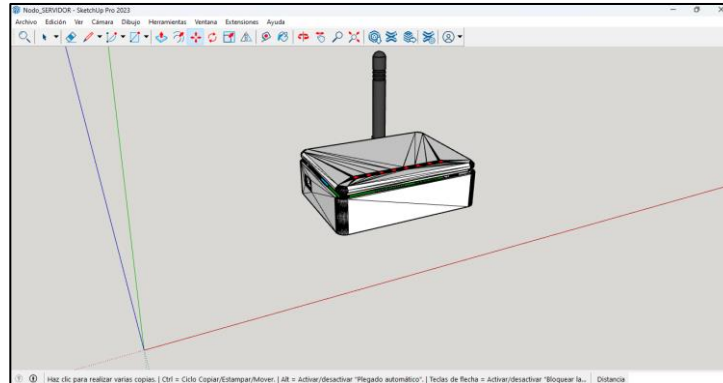 Nodo_SERVIDOR - SketchUp Pro 2023
Archivo Edición Ver Cámara Dibujo Herramientas Ventana Extensiones Ayuda
Haz clic para realizar varias copias. | Ctrl = Ciclo Copiar/Estampar/Mover. | Alt = Activar/desactivar "Plegado automático". | Teclas de flecha = Activar/desactivar "Bloquear la... Distancia